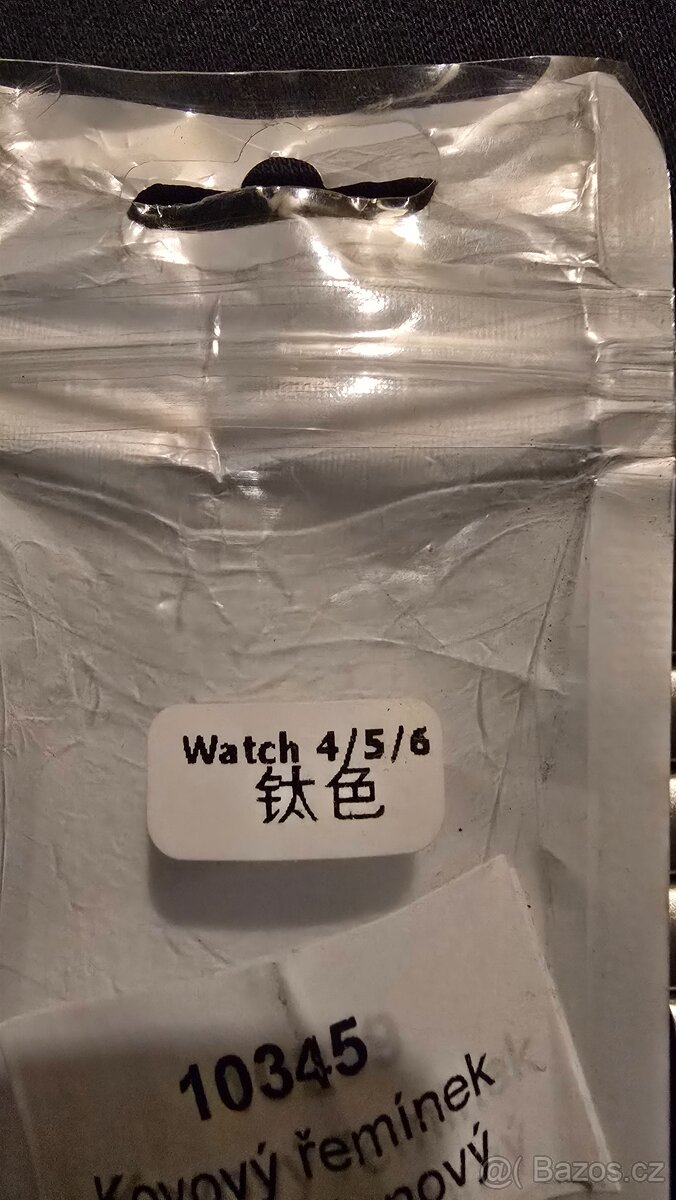 Watch 4/5/6
钛色
10345
Kovový řemínek
@( Bazos.cz